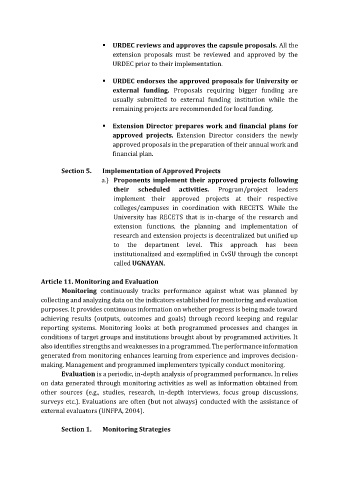 ▪ URDEC reviews and approves the capsule proposals. All the
extension proposals must be reviewed and approved by the
URDEC prior to their implementation.
▪ URDEC endorses the approved proposals for University or
external funding. Proposals requiring bigger funding are
usually submitted to external funding institution while the
remaining projects are recommended for local funding.
▪ Extension Director prepares work and financial plans for
approved projects. Extension Director considers the newly
approved proposals in the preparation of their annual work and
financial plan.
Section 5. Implementation of Approved Projects
a.) Proponents implement their approved projects following
their scheduled activities. Program/project leaders
implement their approved projects at their respective
colleges/campuses in coordination with RECETS. While the
University has RECETS that is in-charge of the research and
extension functions, the planning and implementation of
research and extension projects is decentralized but unified up
to the department level. This approach has been
institutionalized and exemplified in CvSU through the concept
called UGNAYAN.
Article 11. Monitoring and Evaluation
Monitoring continuously tracks performance against what was planned by
collecting and analyzing data on the indicators established for monitoring and evaluation
purposes. It provides continuous information on whether progress is being made toward
achieving results (outputs, outcomes and goals) through record keeping and regular
reporting systems. Monitoring looks at both programmed processes and changes in
conditions of target groups and institutions brought about by programmed activities. It
also identifies strengths and weaknesses in a programmed. The performance information
generated from monitoring enhances learning from experience and improves decision-
making. Management and programmed implementers typically conduct monitoring.
Evaluation is a periodic, in-depth analysis of programmed performance. In relies
on data generated through monitoring activities as well as information obtained from
other sources (e.g., studies, research, in-depth interviews, focus group discussions,
surveys etc.). Evaluations are often (but not always) conducted with the assistance of
external evaluators (UNFPA, 2004).
Section 1. Monitoring Strategies